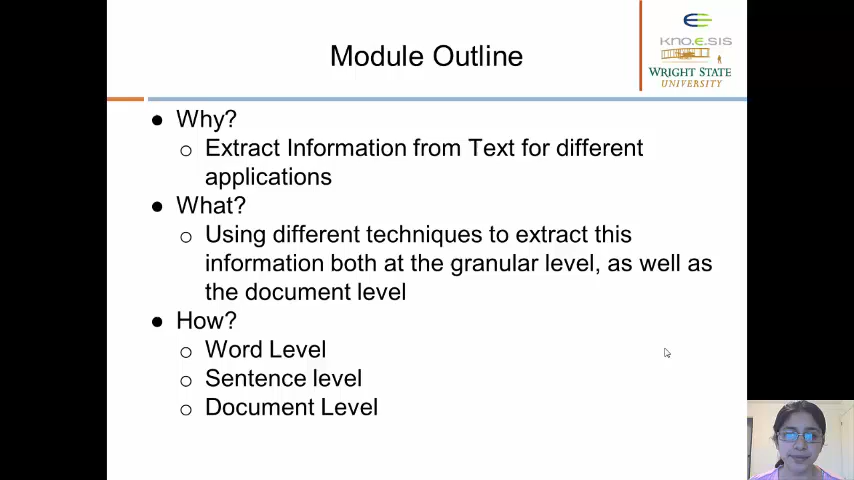 Module Outline
kno.e.sis
WRIGHT STATE
UNIVERSITY
● Why?
o Extract Information from Text for different
applications
● What?
o Using different techniques to extract this
information both at the granular level, as well as
the document level
● How?
o Word Level
o Sentence level
o Document Level